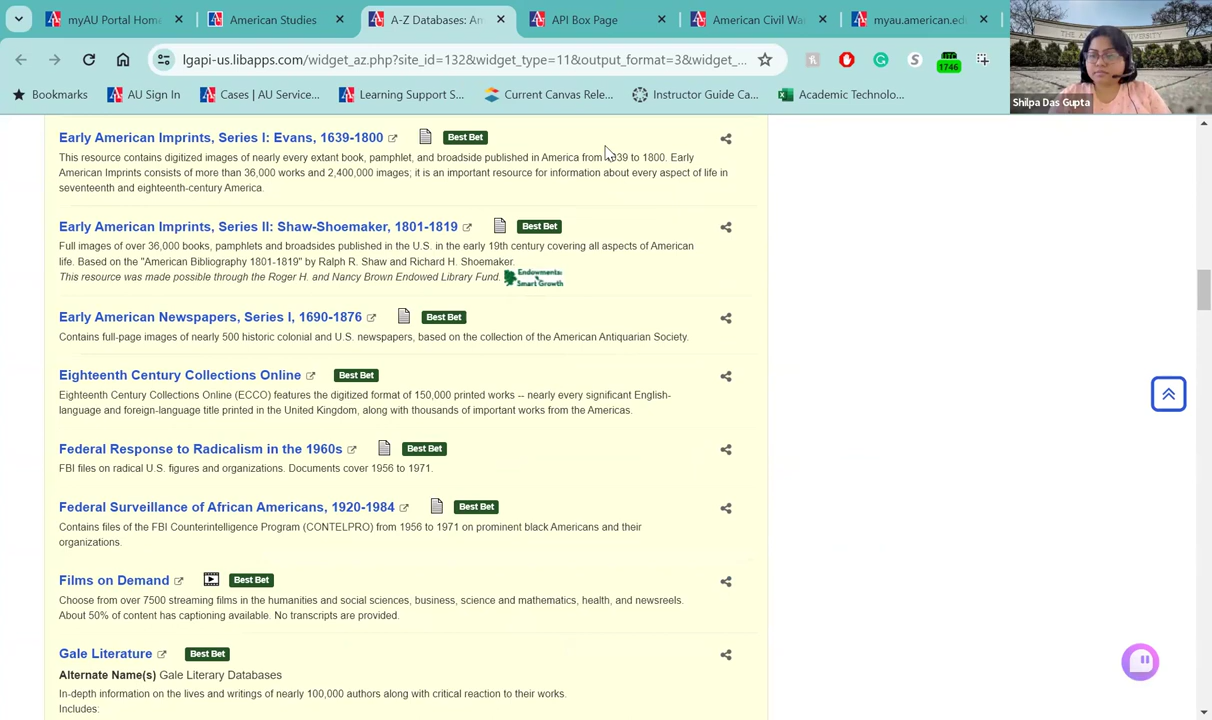 myAU Portal Hom
American Studies
A-Z Databases: Am
API Box Page
American Civil Wa
myau.american.ed
lgapi-us.libapps.com/widget_az.php?site_id=132&widget_type=11&output_format=3&widget_...
1746
Bookmarks
AU Sign In
Cases | AU Service...
Learning Support S...
Current Canvas Rele...
Instructor Guide Ca...
Academic Technolo...
Shilpa Das Gupta
Early American Imprints, Series I: Evans, 1639-1800 Best Bet
This resource contains digitized images of nearly every extant book, pamphlet, and broadside published in America from 1639 to 1800. Early
American Imprints consists of more than 36,000 works and 2,400,000 images; it is an important resource for information about every aspect of life in
seventeenth and eighteenth-century America.
Early American Imprints, Series II: Shaw-Shoemaker, 1801-1819 Best Bet
Full images of over 36,000 books, pamphlets and broadsides published in the U.S. in the early 19th century covering all aspects of American
life. Based on the "American Bibliography 1801-1819" by Ralph R. Shaw and Richard H. Shoemaker.
This resource was made possible through the Roger H. and Nancy Brown Endowed Library Fund. Endowments:
Smart Growth
Early American Newspapers, Series I, 1690-1876 Best Bet
Contains full-page images of nearly 500 historic colonial and U.S. newspapers, based on the collection of the American Antiquarian Society.
Eighteenth Century Collections Online Best Bet
Eighteenth Century Collections Online (ECCO) features the digitized format of 150,000 printed works -- nearly every significant English-
language and foreign-language title printed in the United Kingdom, along with thousands of important works from the Americas.
Federal Response to Radicalism in the 1960s Best Bet
FBI files on radical U.S. figures and organizations. Documents cover 1956 to 1971.
Federal Surveillance of African Americans, 1920-1984 Best Bet
Contains files of the FBI Counterintelligence Program (CONTELPRO) from 1956 to 1971 on prominent black Americans and their
organizations.
Films on Demand Best Bet
Choose from over 7500 streaming films in the humanities and social sciences, business, science and mathematics, health, and newsreels.
About 50% of content has captioning available. No transcripts are provided.
Gale Literature Best Bet
Alternate Name(s) Gale Literary Databases
In-depth information on the lives and writings of nearly 100,000 authors along with critical reaction to their works.
Includes: